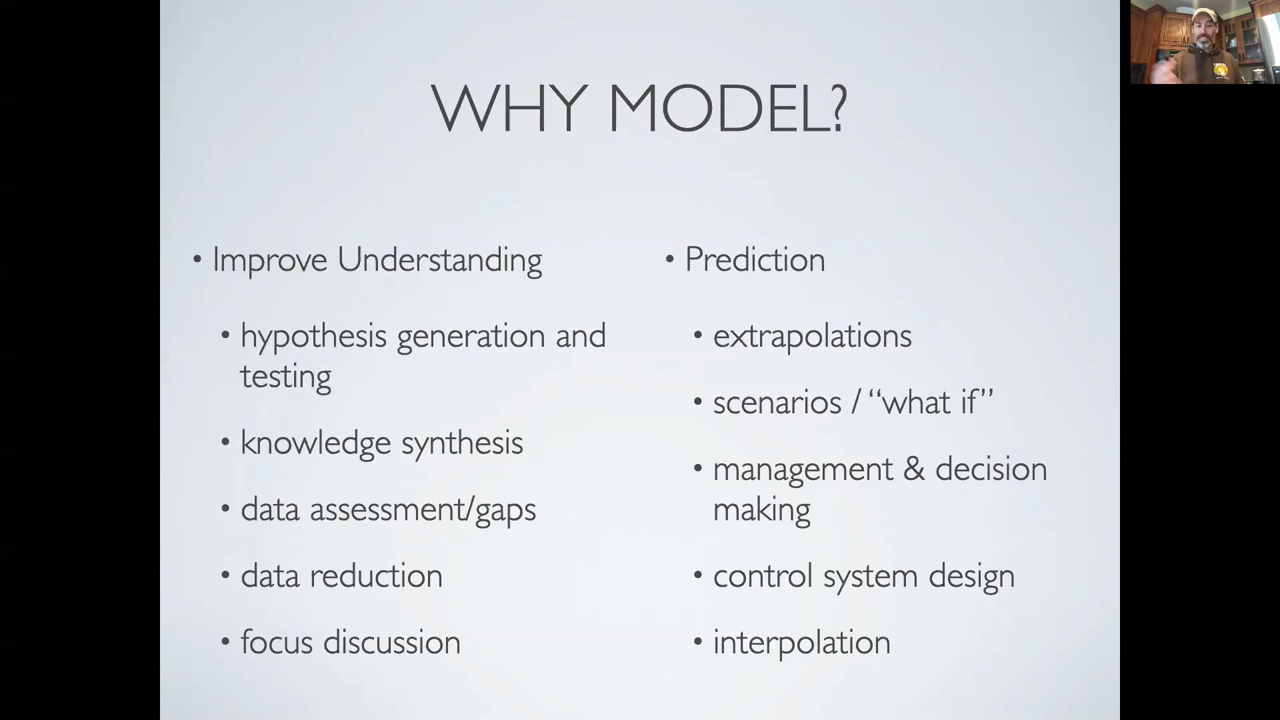 WHY MODEL?
• Improve Understanding
• hypothesis generation and
testing
• knowledge synthesis
• data assessment/gaps
• data reduction
• focus discussion
• Prediction
• extrapolations
• scenarios / “what if”
• management & decision
making
• control system design
• interpolation